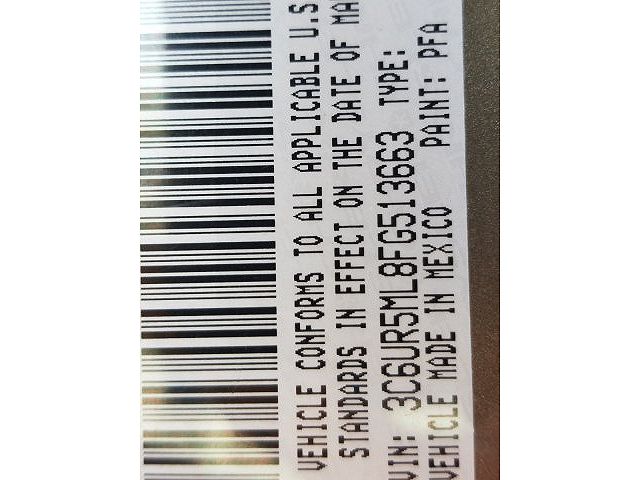 VEHICLE CONFORMS TO ALL APPLICABLE U.S
STANDARDS IN EFFECT ON THE DATE OF MA
VIN: 3C6UR5ML8FG513663 TYPE:
VEHICLE MADE IN MEXICO PAINT: PFA